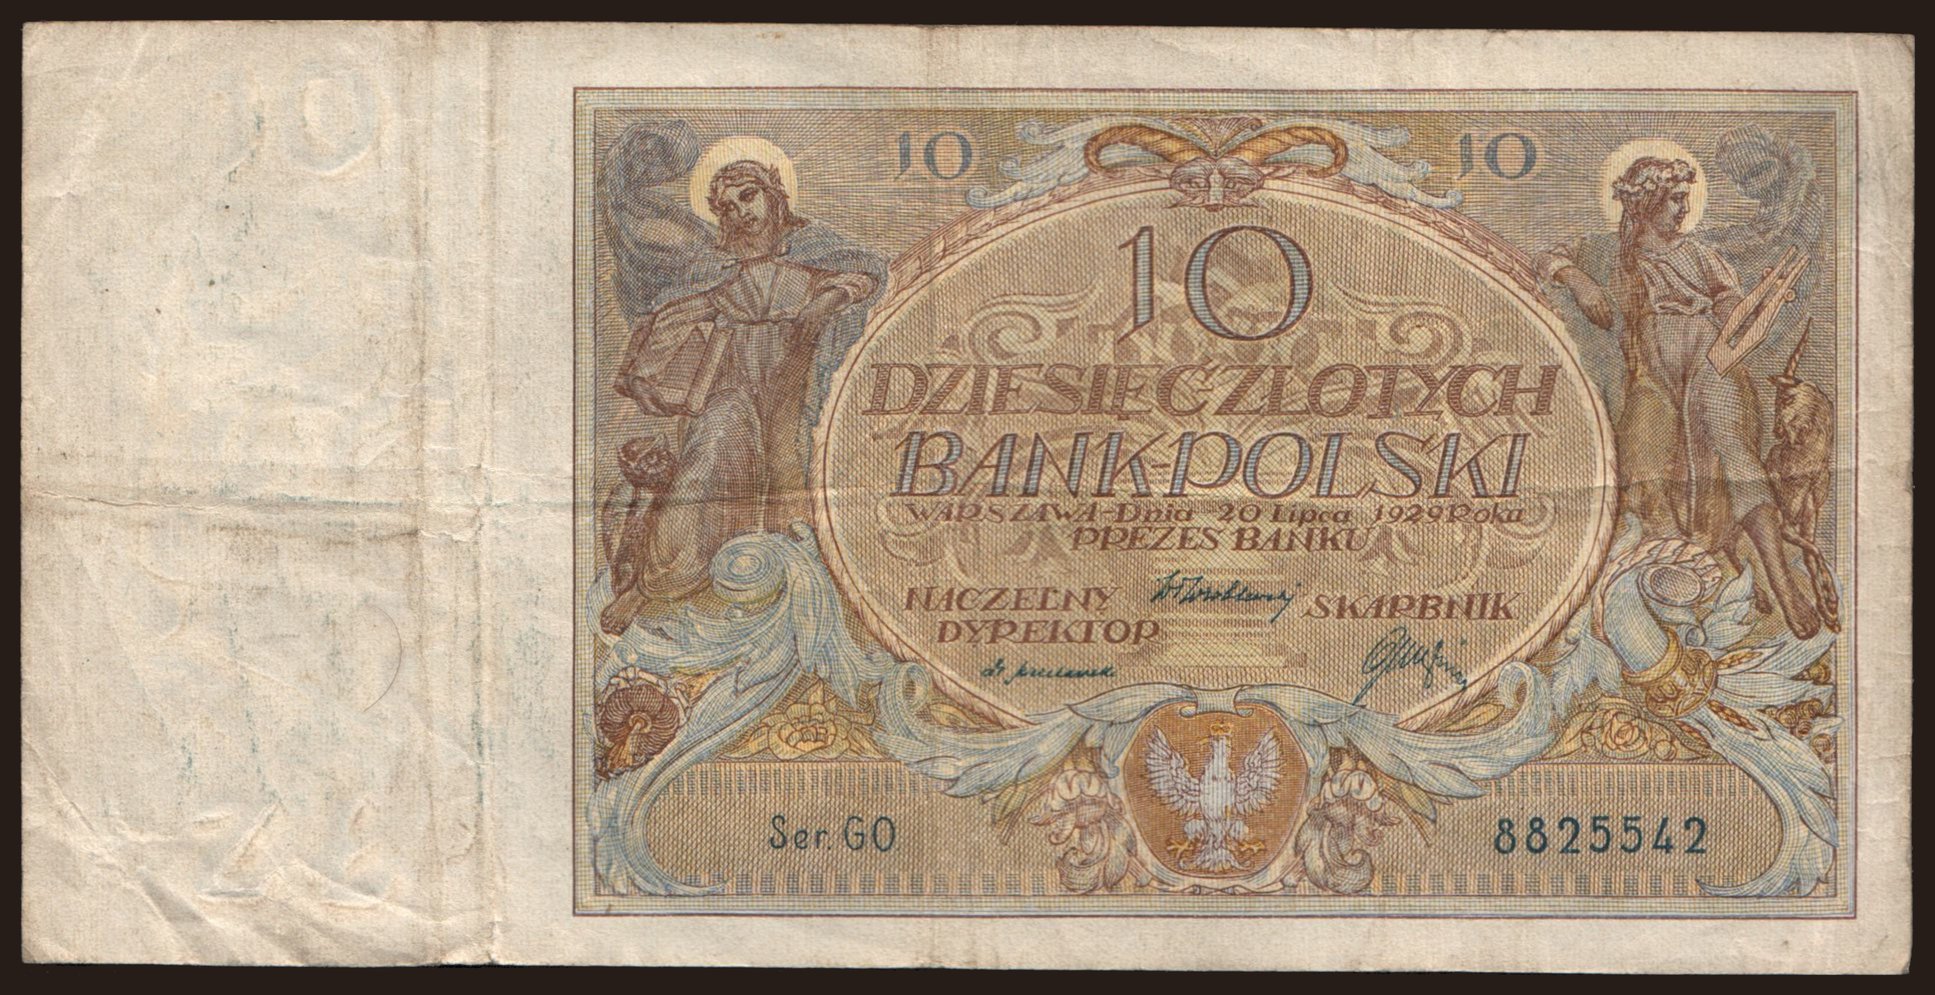 10 10
10
DZIESIĘĆ ZŁOTYCH
BANK-POLSKI
WARSZAWA-Dnia 20 Lipca 1929 Roku
PREZES BANKU
NACZELNY SKARBNIK
DYREKTOR
Ser. GO 8825542